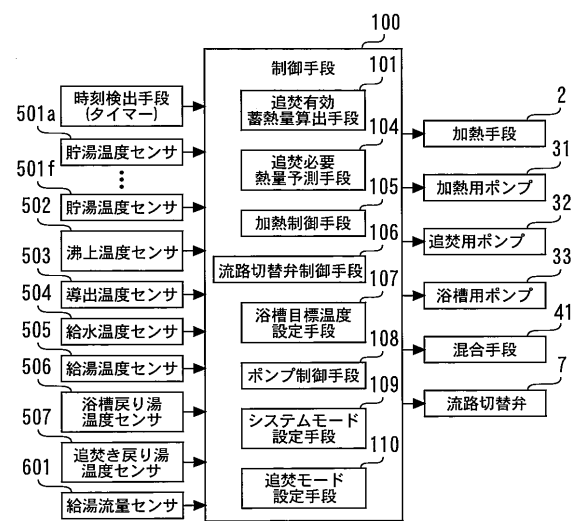 100
制御手段
時刻検出手段
(タイマー)
501a
貯湯温度センサ
501f
貯湯温度センサ
502
沸上温度センサ
503
導出温度センサ
504
給水温度センサ
505
給湯温度センサ
506
浴槽戻り湯
温度センサ
507
追焚き戻り湯
温度センサ
601
給湯流量センサ
101
追焚有効
蓄熱量算出手段
104
追焚必要
熱量予測手段
105
加熱制御手段
106
流路切替弁制御手段
107
浴槽目標温度
設定手段
108
ポンプ制御手段
109
システムモード
設定手段
110
追焚モード
設定手段
2
加熱手段
31
加熱用ポンプ
32
追焚用ポンプ
33
浴槽用ポンプ
41
混合手段
7
流路切替弁